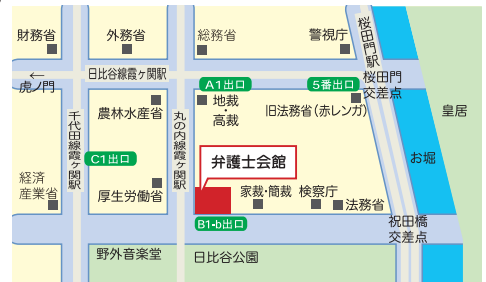 財務省
外務省
総務省
警視庁
桜田門駅
日比谷線霞ヶ関駅
←
虎ノ門
A1出口
5番出口
桜田門
交差点
農林水産省
地裁
・
高裁
旧法務省(赤レンガ)
皇居
千代田線霞ヶ関駅
丸の内線霞ヶ関駅
C1出口
お堀
弁護士会館
経済
産業省
厚生労働省
家裁・簡裁
検察庁
法務省
B1-b出口
祝田橋
交差点
野外音楽堂
日比谷公園